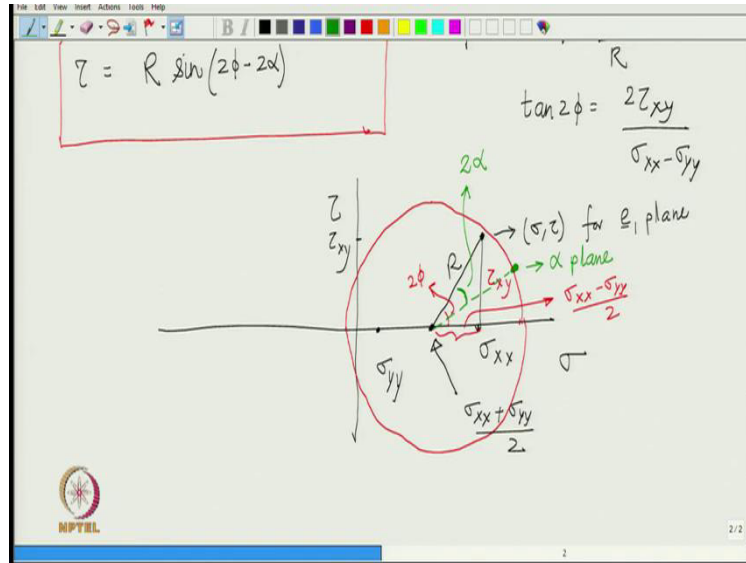 File Edit View Insert Actions Tools Help
B I
τ = R sin(2ϕ-2α)
R
tan 2ϕ = 2τxy
σxx-σyy
2α
τ
τxy
→ (σ,τ) for e1 plane
R
→ α plane
2ϕ
τxy
σxx-σyy
2
σyy
σxx
σ
σxx+σyy
2
NPTEL
2/2
2